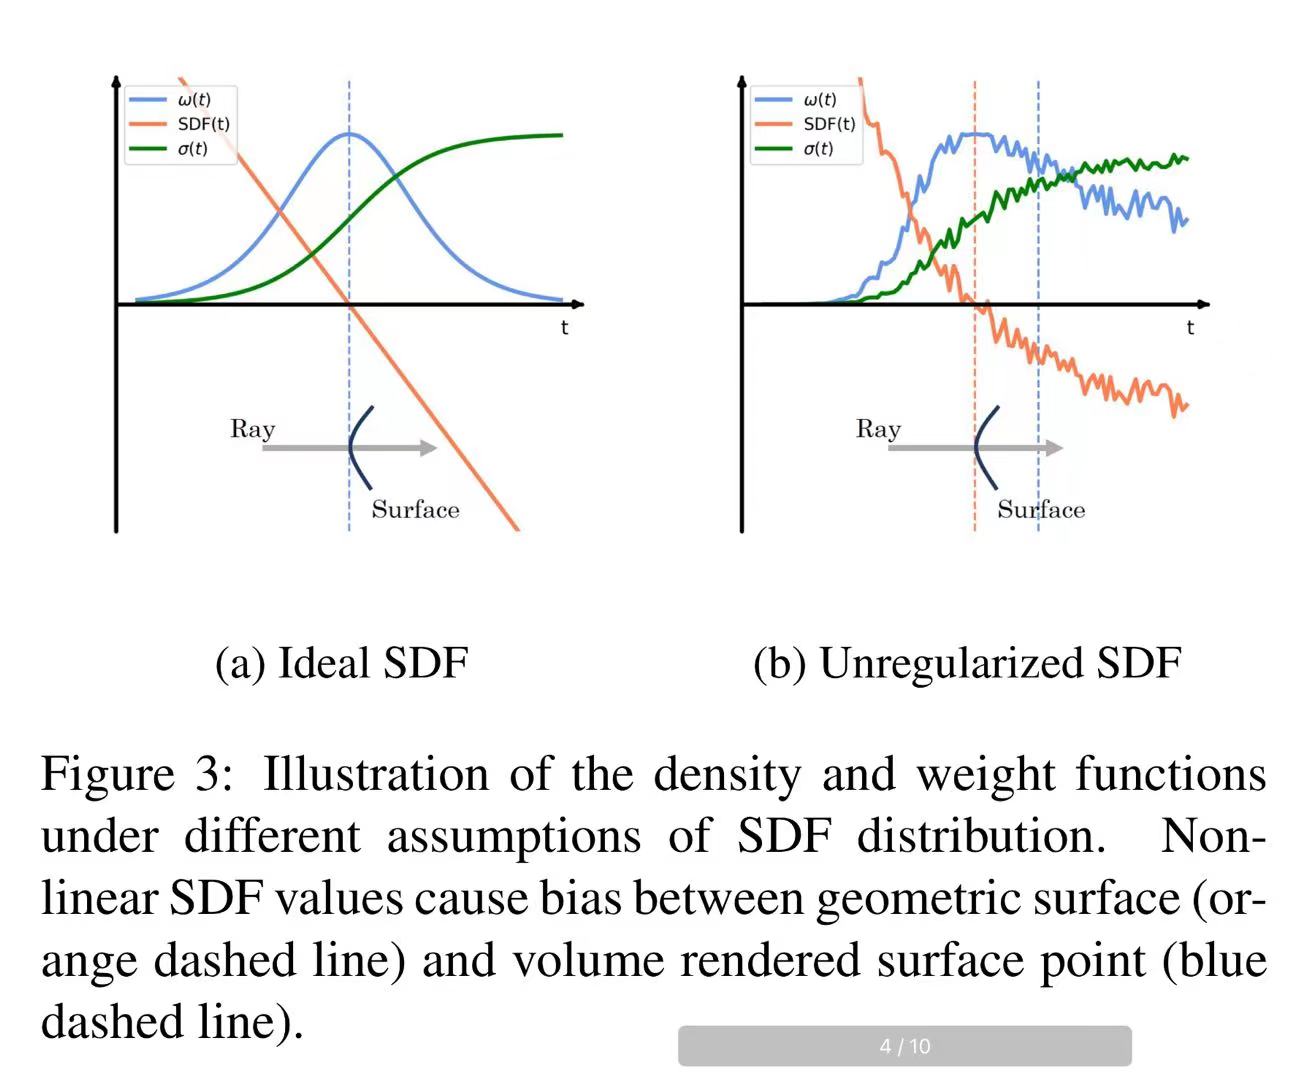 ω(t)
SDF(t)
σ(t)
t
Ray
Surface
ω(t)
SDF(t)
σ(t)
t
Ray
Surface
(a) Ideal SDF
(b) Unregularized SDF
Figure 3: Illustration of the density and weight functions
under different assumptions of SDF distribution. Non-
linear SDF values cause bias between geometric surface (or-
ange dashed line) and volume rendered surface point (blue
dashed line).
4 / 10